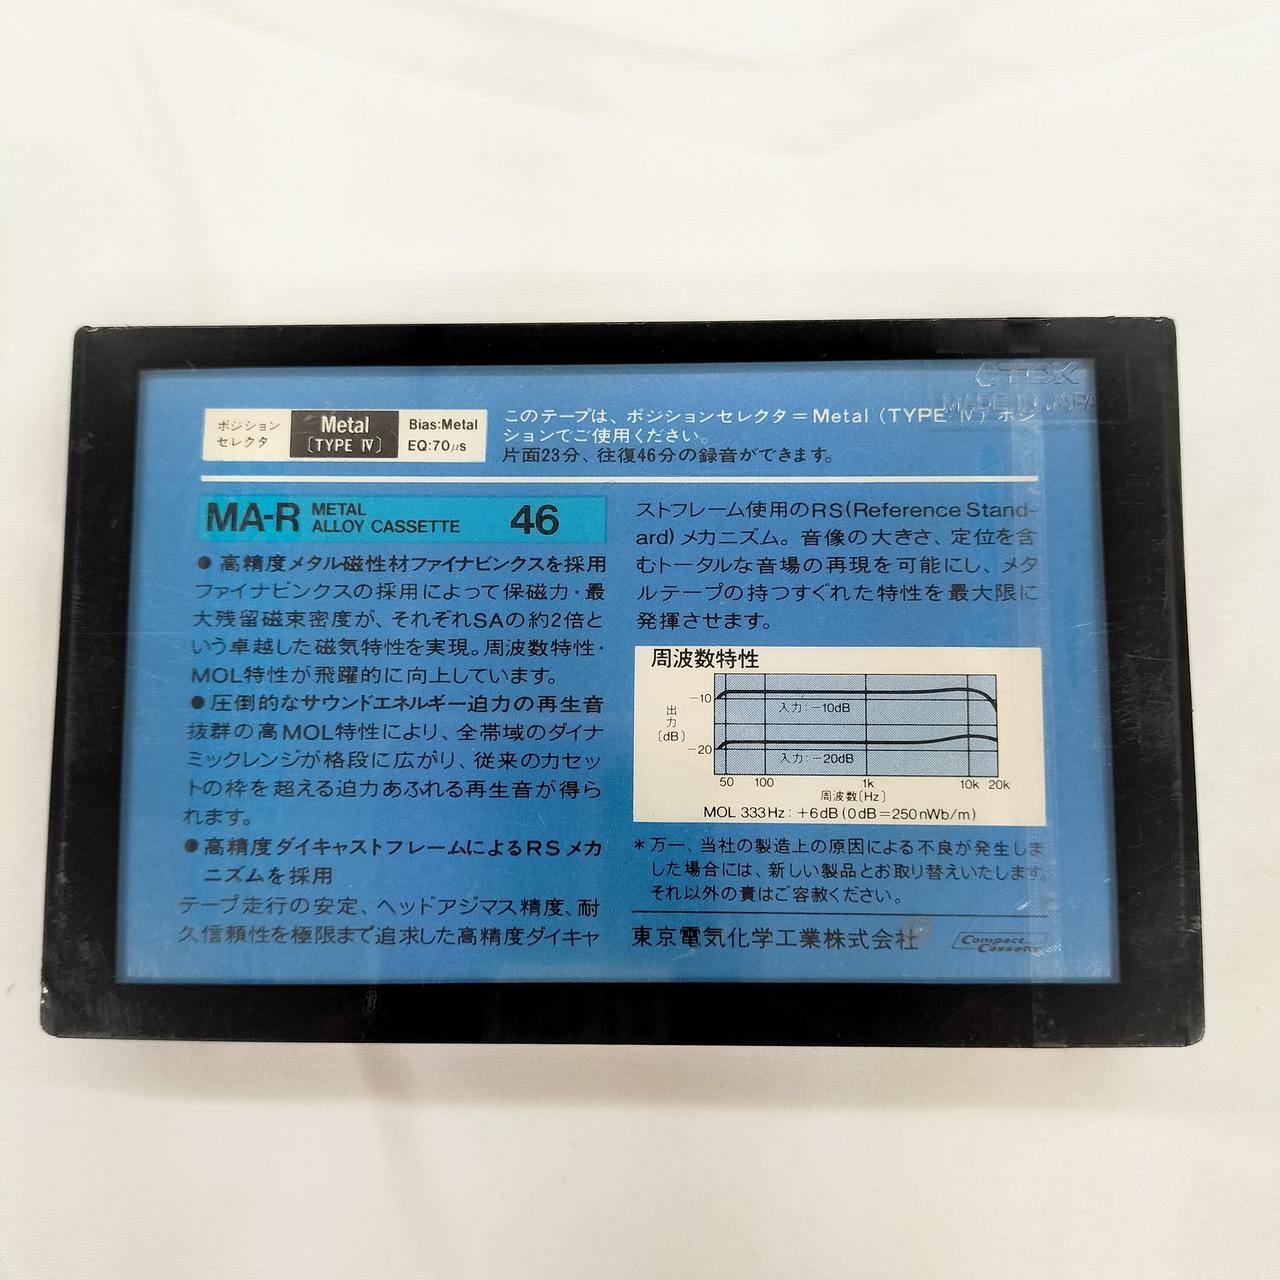 TDK
MADE IN JAPAN
ポジション
セレクタ
Metal
〔TYPE Ⅳ〕
Bias:Metal
EQ:70μs
このテープは、ポジションセレクタ=Metal(TYPE Ⅳ)ポジ
ションでご使用ください。
片面23分、往復46分の録音ができます。
MA-R METAL
ALLOY CASSETTE 46
● 高精度メタル磁性材ファイナビンクスを採用
ファイナビンクスの採用によって保磁力・最
大残留磁束密度が、それぞれSAの約2倍と
いう卓越した磁気特性を実現。周波数特性・
MOL特性が飛躍的に向上しています。
● 圧倒的なサウンドエネルギー迫力の再生音
抜群の高MOL特性により、全帯域のダイナ
ミックレンジが格段に広がり、従来のカセッ
トの枠を超える迫力あふれる再生音が得ら
れます。
● 高精度ダイキャストフレームによるRSメカ
ニズムを採用
テープ走行の安定、ヘッドアジマス精度、耐
久信頼性を極限まで追求した高精度ダイキャ
ストフレーム使用のRS(Reference Stand-
ard)メカニズム。音像の大きさ、定位を含
むトータルな音場の再現を可能にし、メタ
ルテープの持つすぐれた特性を最大限に
発揮させます。
周波数特性
出力〔dB〕
-10
-20
入力:-10dB
入力:-20dB
50 100 1k 10k 20k
周波数〔Hz〕
MOL 333Hz:+6dB(0dB=250nWb/m)
*万一、当社の製造上の原因による不良が発生しま
した場合には、新しい製品とお取り替えいたします。
それ以外の責はご容赦ください。
東京電気化学工業株式会社
Compact
Cassette